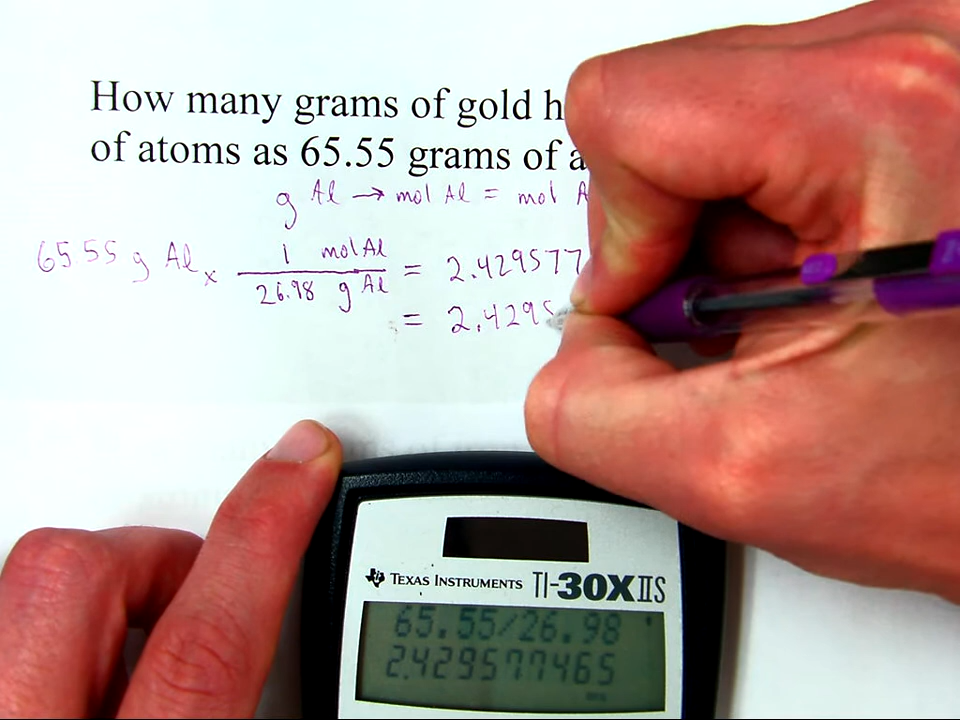 How many grams of gold h
of atoms as 65.55 grams of a
g Al → mol Al = mol A
65.55 g Al x 1 mol Al / 26.98 g Al = 2.429577
= 2.4295
TEXAS INSTRUMENTS TI-30X IIS
65.55/26.98
2.429577465